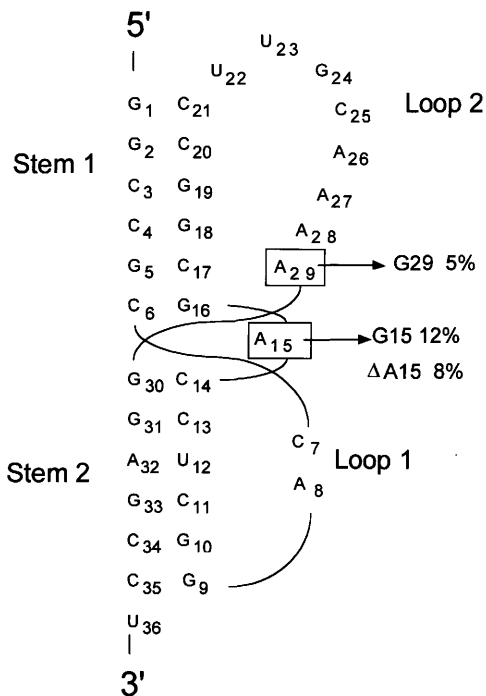 5'
U23
U22 G24
G1 C21 C25 Loop 2
G2 C20 A26
Stem 1 C3 G19 A27
C4 G18 A28
G5 C17 A29 G29 5%
C6 G16
A15 G15 12%
ΔA15 8%
G30 C14
G31 C13 C7
Stem 2 A32 U12 A8 Loop 1
G33 C11
C34 G10
C35 G9
U36
3'